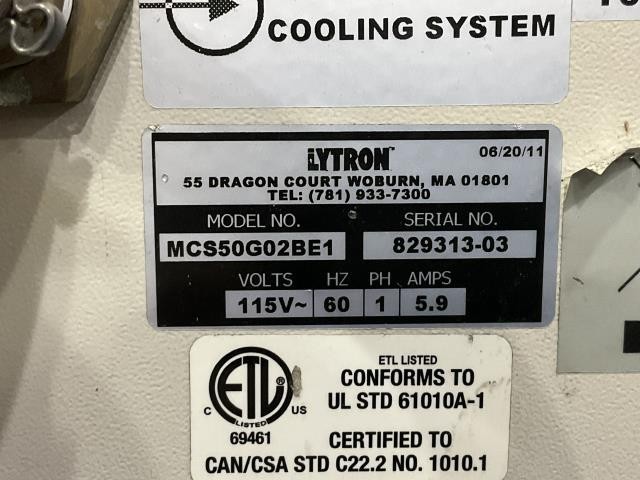 COOLING SYSTEM
LYTRON™ 06/20/11
55 DRAGON COURT WOBURN, MA 01801
TEL: (781) 933-7300
MODEL NO. SERIAL NO.
MCS50G02BE1 829313-03
VOLTS HZ PH AMPS
115V~ 60 1 5.9
ETL LISTED
CONFORMS TO
UL STD 61010A-1
C ETL US
LISTED
69461
CERTIFIED TO
CAN/CSA STD C22.2 NO. 1010.1